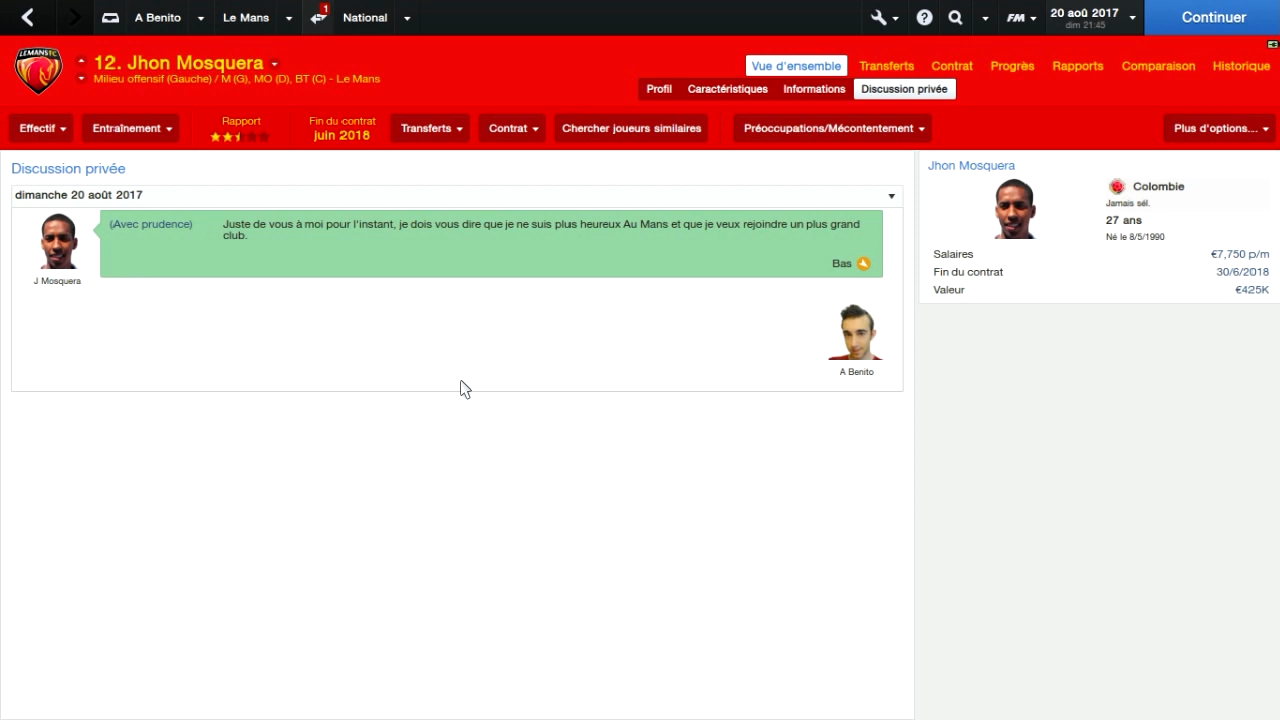 A Benito
Le Mans
1
National
FM
20 aoû 2017
dim 21:45
Continuer
LE MANS FC
12. Jhon Mosquera
Milieu offensif (Gauche) / M (G), MO (D), BT (C) - Le Mans
Vue d'ensemble
Transferts
Contrat
Progrès
Rapports
Comparaison
Historique
Profil
Caractéristiques
Informations
Discussion privée
Effectif
Entraînement
Rapport
Fin du contrat
juin 2018
Transferts
Contrat
Chercher joueurs similaires
Préoccupations/Mécontentement
Plus d'options...
Discussion privée
dimanche 20 août 2017
(Avec prudence)
Juste de vous à moi pour l'instant, je dois vous dire que je ne suis plus heureux Au Mans et que je veux rejoindre un plus grand
club.
Bas
J Mosquera
A Benito
Jhon Mosquera
Colombie
Jamais sél.
27 ans
Né le 8/5/1990
Salaires €7,750 p/m
Fin du contrat 30/6/2018
Valeur €425K